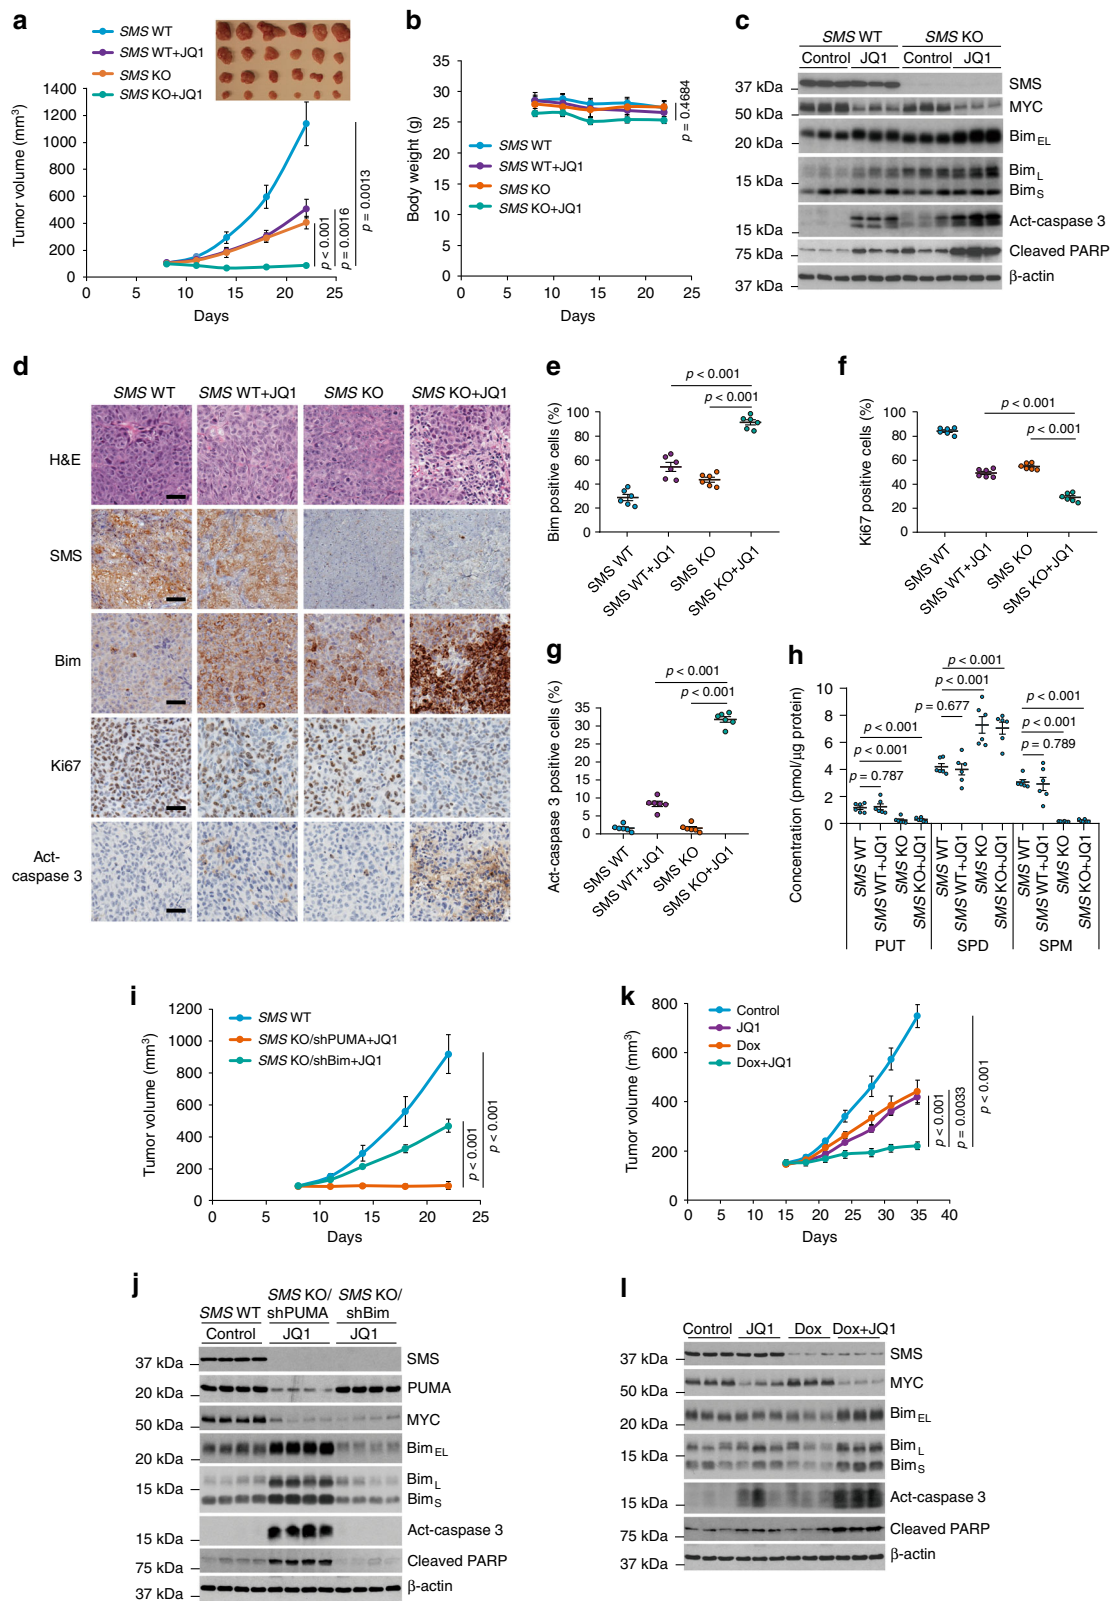 a
SMS WT
SMS WT+JQ1
SMS KO
SMS KO+JQ1
Tumor volume (mm³)
1400
1200
1000
800
600
400
200
0
0 5 10 15 20 25
Days
p < 0.001
p = 0.0016
p = 0.0013
b
Body weight (g)
35
30
25
20
15
10
5
0
0 5 10 15 20 25
Days
SMS WT
SMS WT+JQ1
SMS KO
SMS KO+JQ1
p = 0.4684
c
SMS WT SMS KO
Control JQ1 Control JQ1
37 kDa SMS
50 kDa MYC
20 kDa Bim EL
15 kDa Bim L
Bim S
15 kDa Act-caspase 3
75 kDa Cleaved PARP
37 kDa β-actin
d
SMS WT SMS WT+JQ1 SMS KO SMS KO+JQ1
H&E
SMS
Bim
Ki67
Act-
caspase 3
e
Bim positive cells (%)
100
80
60
40
20
0
p < 0.001
p < 0.001
SMS WT
SMS WT+JQ1
SMS KO
SMS KO+JQ1
f
Ki67 positive cells (%)
100
80
60
40
20
0
p < 0.001
p < 0.001
SMS WT
SMS WT+JQ1
SMS KO
SMS KO+JQ1
g
Act-caspase 3 positive cells (%)
35
30
25
20
15
10
5
0
p < 0.001
p < 0.001
SMS WT
SMS WT+JQ1
SMS KO
SMS KO+JQ1
h
Concentration (pmol/μg protein)
10
8
6
4
2
0
p < 0.001
p < 0.001
p = 0.677
p < 0.001
p < 0.001
p = 0.787
p < 0.001
p < 0.001
p = 0.789
SMS WT
SMS WT+JQ1
SMS KO
SMS KO+JQ1
SMS WT
SMS WT+JQ1
SMS KO
SMS KO+JQ1
SMS WT
SMS WT+JQ1
SMS KO
SMS KO+JQ1
PUT SPD SPM
i
Tumor volume (mm³)
1200
1000
800
600
400
200
0
0 5 10 15 20 25
Days
SMS WT
SMS KO/shPUMA+JQ1
SMS KO/shBim+JQ1
p < 0.001
p < 0.001
k
Tumor volume (mm³)
800
600
400
200
0
0 5 10 15 20 25 30 35 40
Days
Control
JQ1
Dox
Dox+JQ1
p < 0.001
p = 0.0033
p < 0.001
j
SMS KO/ SMS KO/
SMS WT shPUMA shBim
Control JQ1 JQ1
37 kDa SMS
20 kDa PUMA
50 kDa MYC
20 kDa Bim EL
15 kDa Bim L
Bim S
15 kDa Act-caspase 3
75 kDa Cleaved PARP
37 kDa β-actin
l
Control JQ1 Dox Dox+JQ1
37 kDa SMS
50 kDa MYC
20 kDa Bim EL
15 kDa Bim L
Bim S
15 kDa Act-caspase 3
75 kDa Cleaved PARP
37 kDa β-actin